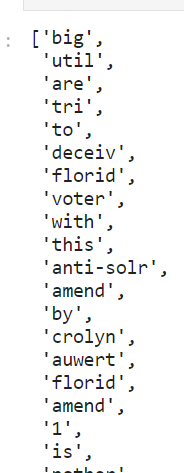 : ['big',
'util',
'are',
'tri',
'to',
'deceiv',
'florid',
'voter',
'with',
'this',
'anti-solr',
'amend',
'by',
'crolyn',
'auwert',
'florid',
'amend',
'1',
'is',